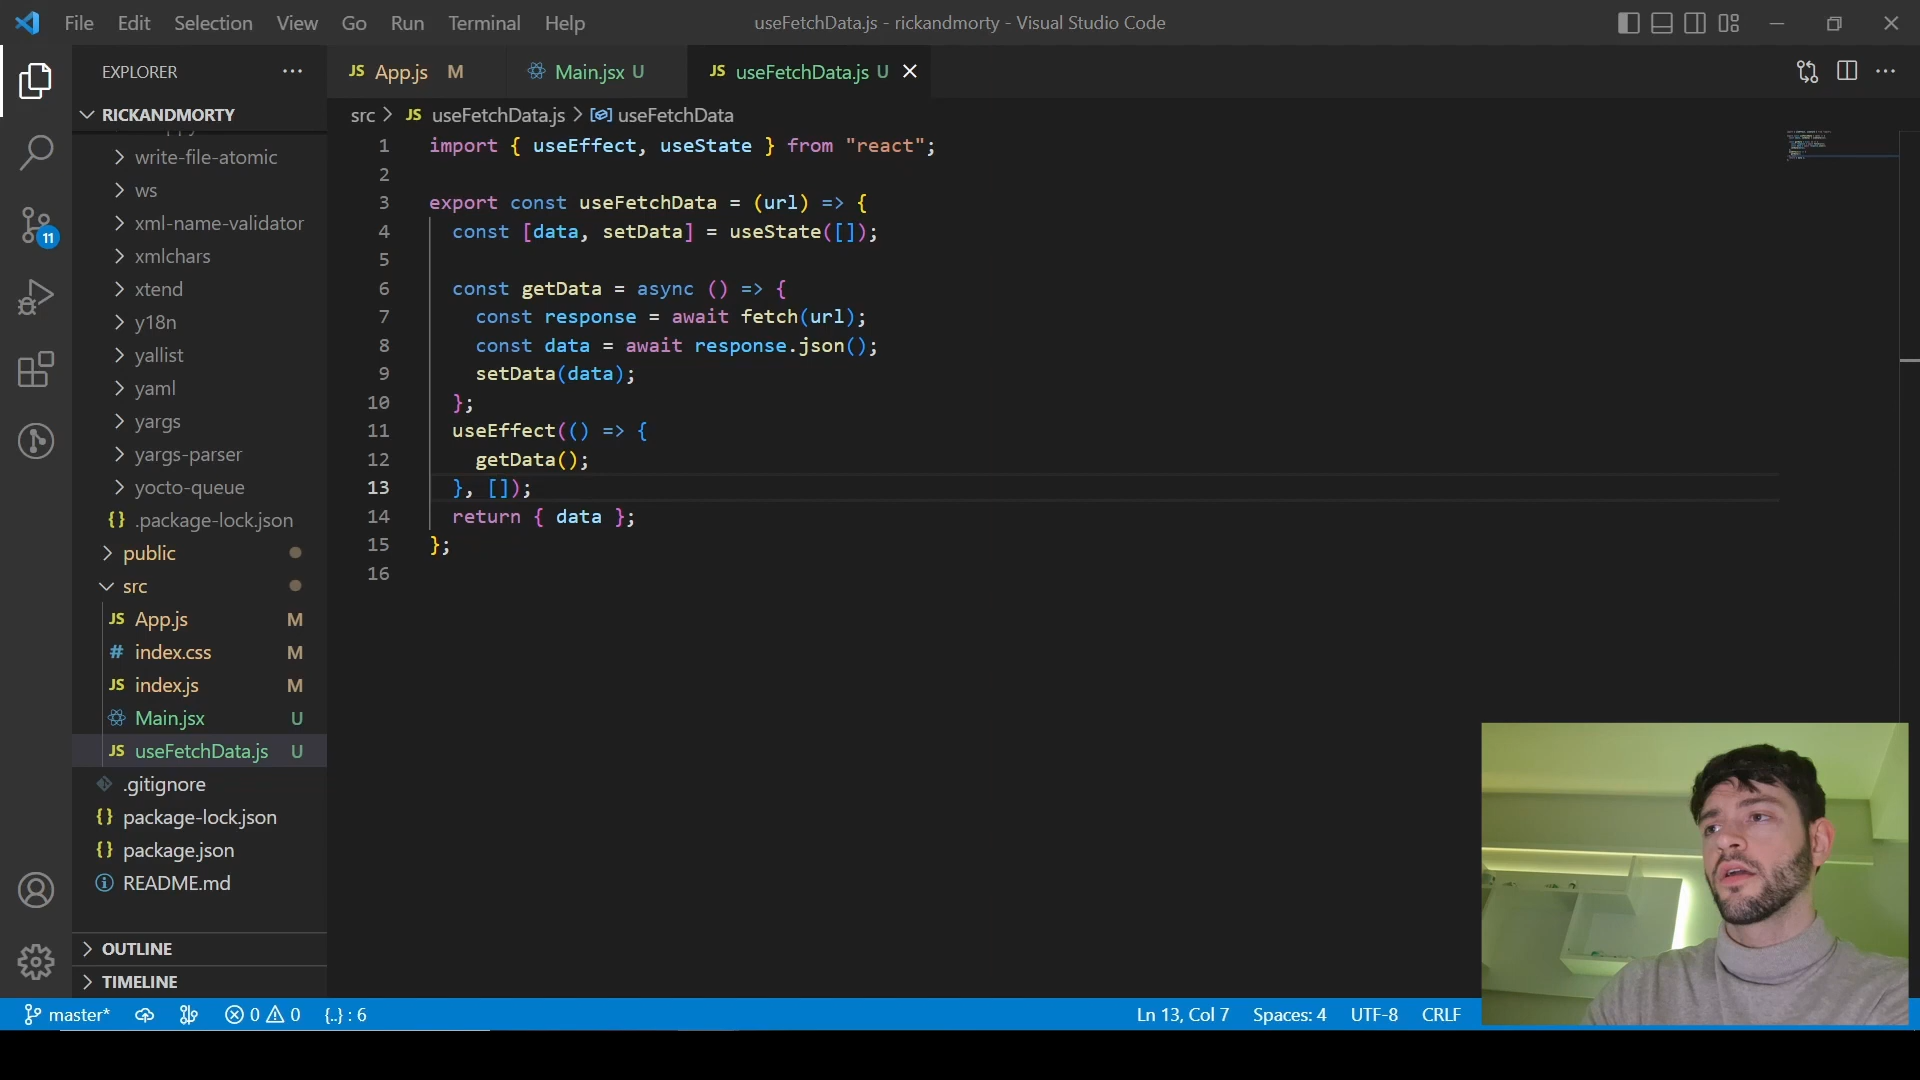 File Edit Selection View Go Run Terminal Help
useFetchData.js - rickandmorty - Visual Studio Code
EXPLORER
RICKANDMORTY
write-file-atomic
ws
xml-name-validator
xmlchars
xtend
y18n
yallist
yaml
yargs
yargs-parser
yocto-queue
{} .package-lock.json
public
src
JS App.js M
# index.css M
JS index.js M
Main.jsx U
JS useFetchData.js U
.gitignore
{} package-lock.json
{} package.json
README.md
OUTLINE
TIMELINE
11
JS App.js M
Main.jsx U
JS useFetchData.js U
src > JS useFetchData.js > useFetchData
1 import { useEffect, useState } from "react";
2
3 export const useFetchData = (url) => {
4 const [data, setData] = useState([]);
5
6 const getData = async () => {
7 const response = await fetch(url);
8 const data = await response.json();
9 setData(data);
10 };
11 useEffect(() => {
12 getData();
13 }, []);
14 return { data };
15 };
16
master* 0 0 {..} : 6
Ln 13, Col 7 Spaces: 4 UTF-8 CRLF